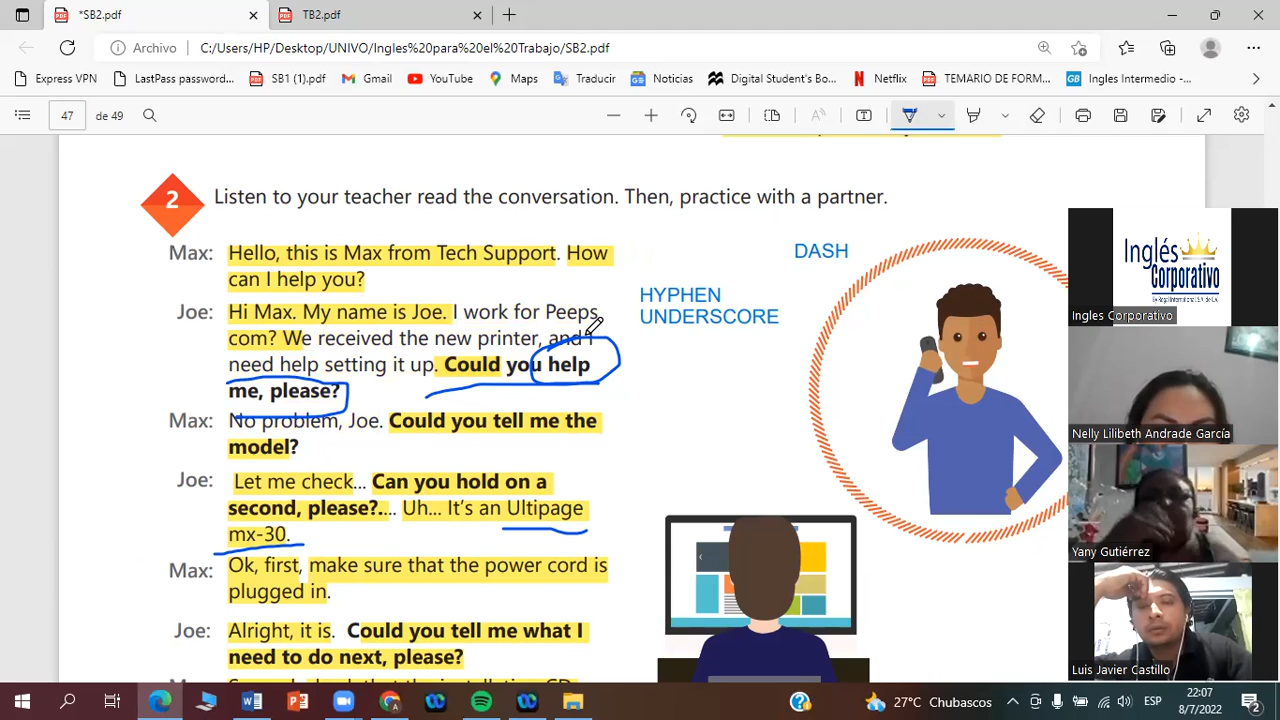 *SB2.pdf
TB2.pdf
Archivo
C:/Users/HP/Desktop/UNIVO/Ingles%20para%20el%20Trabajo/SB2.pdf
Express VPN
LastPass password...
SB1 (1).pdf
Gmail
YouTube
Maps
Traducir
Noticias
Digital Student's Bo...
Netflix
TEMARIO DE FORM...
Ingles Intermedio -...
47
de 49
2
Listen to your teacher read the conversation. Then, practice with a partner.
Max: Hello, this is Max from Tech Support. How
can I help you?
Joe: Hi Max. My name is Joe. I work for Peeps.
com? We received the new printer, and I
need help setting it up. Could you help
me, please?
Max: No problem, Joe. Could you tell me the
model?
Joe: Let me check... Can you hold on a
second, please?.... Uh... It's an Ultipage
mx-30.
Max: Ok, first, make sure that the power cord is
plugged in.
Joe: Alright, it is. Could you tell me what I
need to do next, please?
DASH
HYPHEN
UNDERSCORE
Inglés
Corporativo
Ingles Corporativo
Nelly Lilibeth Andrade García
Yany Gutiérrez
Luis Javier Castillo
27°C Chubascos
ESP
22:07
8/7/2022
2